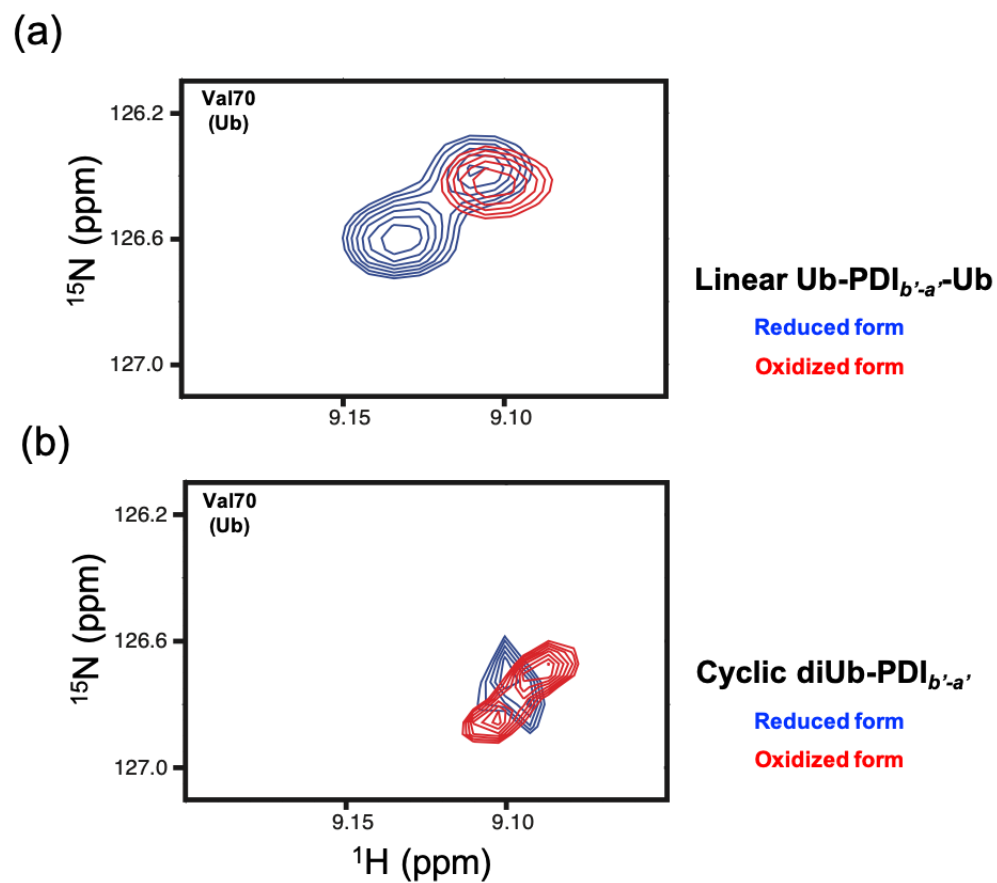 (a)
Val70
(Ub)
126.2
126.6
127.0
¹⁵N (ppm)
9.15
9.10
Linear Ub-PDIb’-a’-Ub
Reduced form
Oxidized form
(b)
Val70
(Ub)
126.2
126.6
127.0
¹⁵N (ppm)
9.15
9.10
¹H (ppm)
Cyclic diUb-PDIb’-a’
Reduced form
Oxidized form